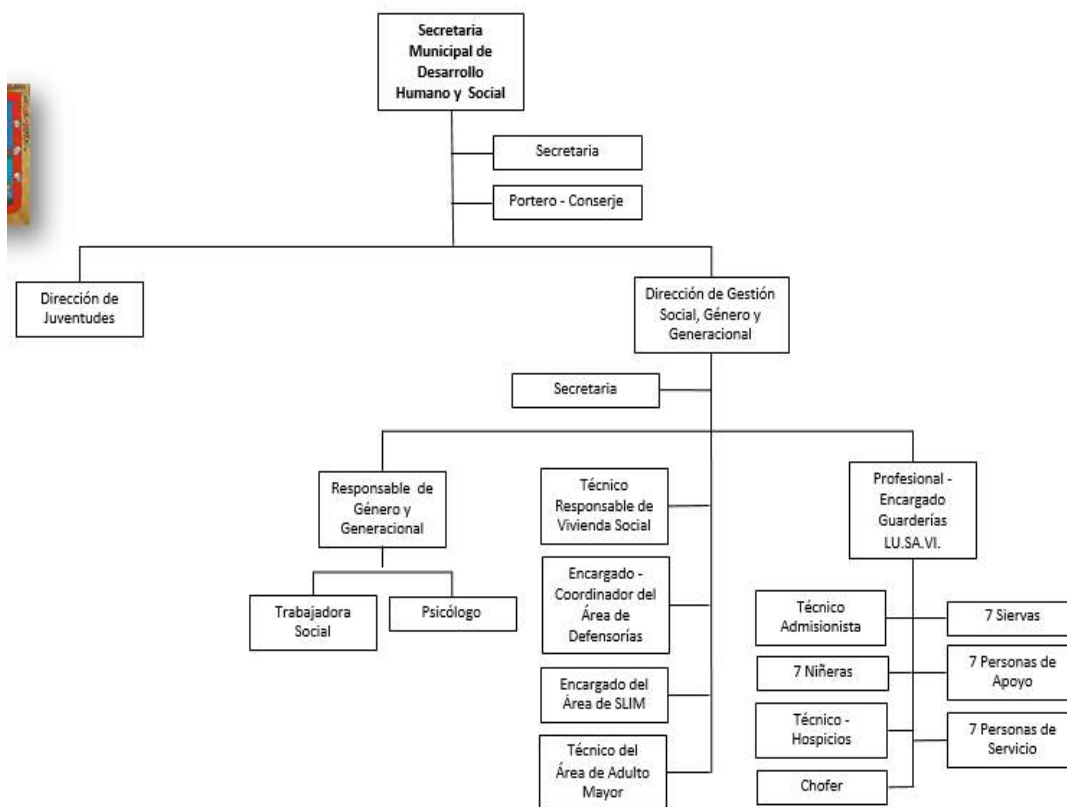 Secretaria
Municipal de
Desarrollo
Humano y Social
Secretaria
Portero - Conserje
Dirección de
Juventudes
Dirección de Gestión
Social, Género y
Generacional
Secretaria
Responsable de
Género y
Generacional
Trabajadora
Social
Psicólogo
Técnico
Responsable de
Vivienda Social
Encargado -
Coordinador del
Área de
Defensorías
Encargado del
Área de SLIM
Técnico del
Área de Adulto
Mayor
Profesional -
Encargado
Guarderías
LU.SA.VI.
Técnico
Admisionista
7 Siervas
7 Niñeras
7 Personas de
Apoyo
Técnico -
Hospicios
7 Personas de
Servicio
Chofer